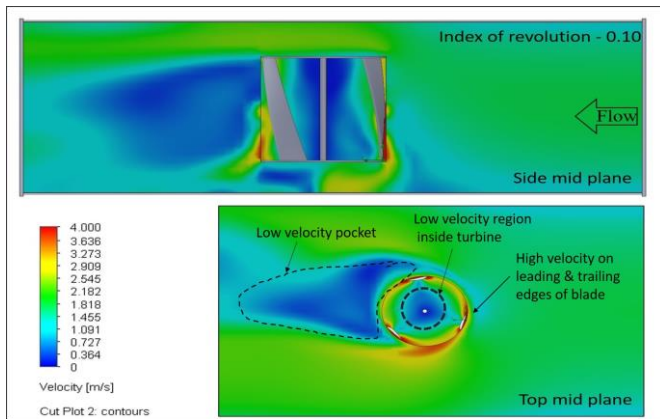 Index of revolution - 0.10
Flow
Side mid plane
4.000
3.636
3.273
2.909
2.545
2.182
1.818
1.455
1.091
0.727
0.364
0
Velocity [m/s]
Cut Plot 2: contours
Low velocity pocket
Low velocity region
inside turbine
High velocity on
leading & trailing
edges of blade
Top mid plane